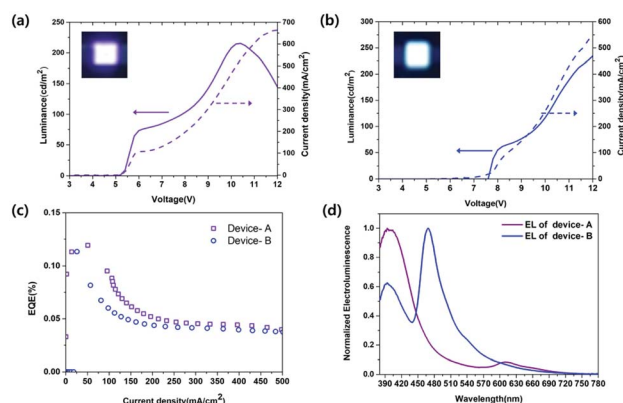 (a)
250
200
150
100
50
0
Luminance(cd/m²)
700
600
500
400
300
200
100
0
Current density(mA/cm²)
3 4 5 6 7 8 9 10 11 12
Voltage(V)
(b)
300
250
200
150
100
50
0
Luminance(cd/m²)
600
500
400
300
200
100
0
Current density(mA/cm²)
3 4 5 6 7 8 9 10 11 12
Voltage(V)
(c)
Device- A
Device- B
0.15
0.10
0.05
0.00
EQE(%)
0 50 100 150 200 250 300 350 400 450 500
Current density(mA/cm²)
(d)
EL of device- A
EL of device- B
1.0
0.8
0.6
0.4
0.2
0.0
Normalized Electroluminescence
390 420 450 480 510 540 570 600 630 660 690 720 750 780
Wavelength(nm)